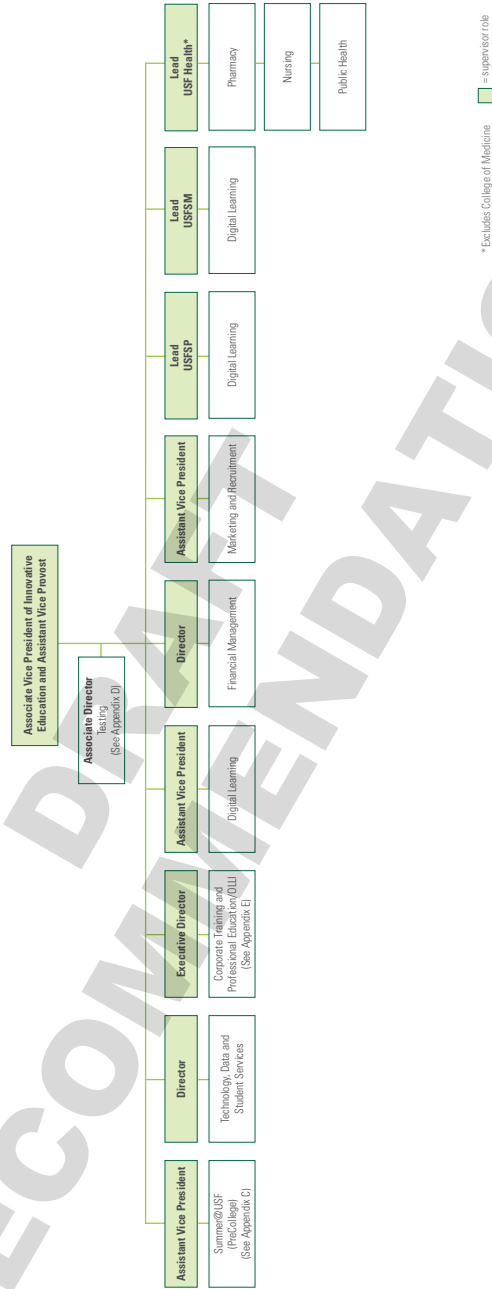 Associate Vice President of Innovative
Education and Assistant Vice Provost
Associate Director
Testing
(See Appendix D)
Assistant Vice President
Summer@USF
(PreCollege)
(See Appendix C)
Director
Technology, Data and
Student Services
Executive Director
Corporate Training and
Professional Education/OLLI
(See Appendix E)
Assistant Vice President
Digital Learning
Director
Financial Management
Assistant Vice President
Marketing and Recruitment
Lead
USFSP
Digital Learning
Lead
USFSM
Digital Learning
Lead
USF Health*
Pharmacy
Nursing
Public Health
*Excludes College of Medicine
= supervisor role
DRAFT
ECOMMENDATIO